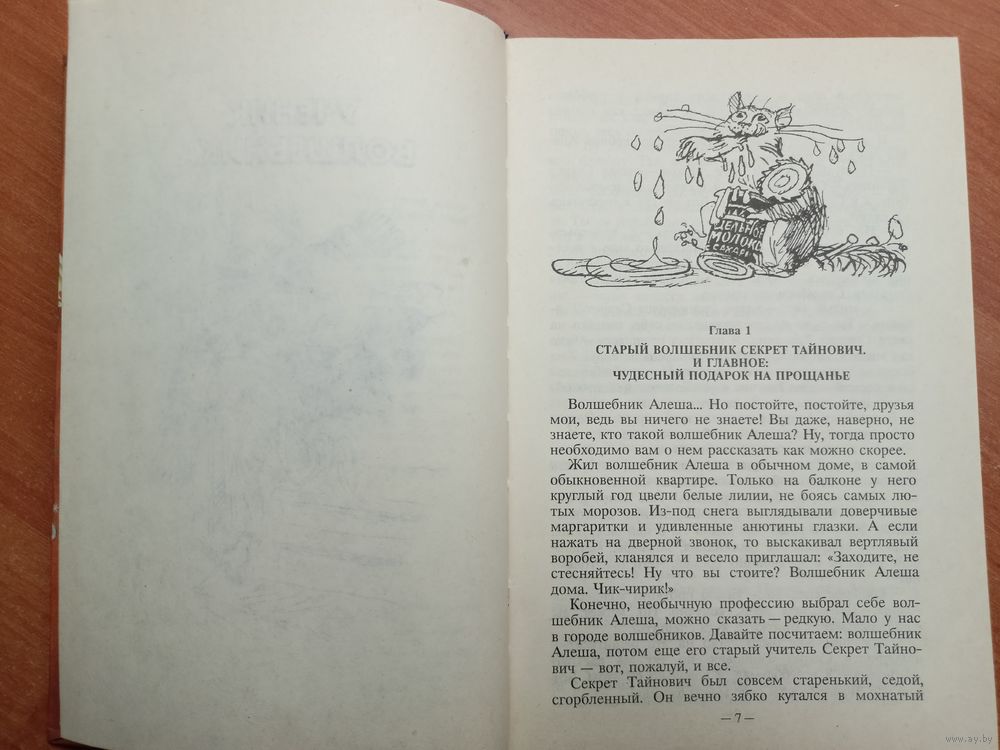 ЦЕЛЬНОЕ
МОЛОКО
САХАР
Глава 1
СТАРЫЙ ВОЛШЕБНИК СЕКРЕТ ТАЙНОВИЧ.
И ГЛАВНОЕ:
ЧУДЕСНЫЙ ПОДАРОК НА ПРОЩАНЬЕ
Волшебник Алеша... Но постойте, постойте, друзья
мои, ведь вы ничего не знаете! Вы даже, наверно, не
знаете, кто такой волшебник Алеша? Ну, тогда просто
необходимо вам о нем рассказать как можно скорее.
Жил волшебник Алеша в обычном доме, в самой
обыкновенной квартире. Только на балконе у него
круглый год цвели белые лилии, не боясь самых лю-
тых морозов. Из-под снега выглядывали доверчивые
маргаритки и удивленные анютины глазки. А если
нажать на дверной звонок, то выскакивал вертлявый
воробей, кланялся и весело приглашал: «Заходите, не
стесняйтесь! Ну что вы стоите? Волшебник Алеша
дома. Чик-чирик!»
Конечно, необычную профессию выбрал себе вол-
шебник Алеша, можно сказать — редкую. Мало у нас
в городе волшебников. Давайте посчитаем: волшебник
Алеша, потом еще его старый учитель Секрет Тайно-
вич — вот, пожалуй, и все.
Секрет Тайнович был совсем старенький, седой,
сгорбленный. Он вечно зябко кутался в мохнатый
— 7 —
www.ay.by